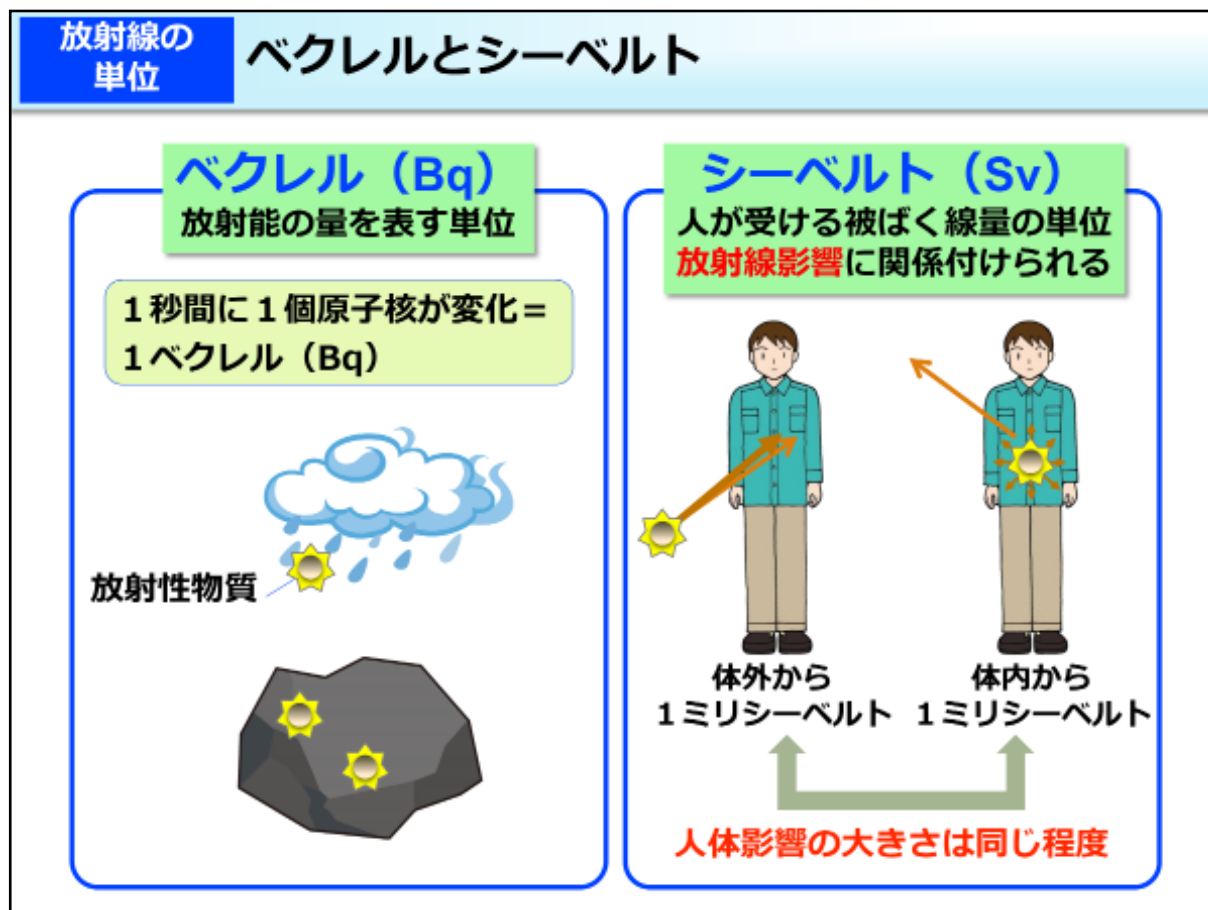 放射線の
単位
ベクレルとシーベルト
ベクレル（Bq）
放射能の量を表す単位
１秒間に１個原子核が変化＝
１ベクレル（Bq）
放射性物質
シーベルト（Sv）
人が受ける被ばく線量の単位
放射線影響に関係付けられる
体外から
１ミリシーベルト
体内から
１ミリシーベルト
人体影響の大きさは同じ程度